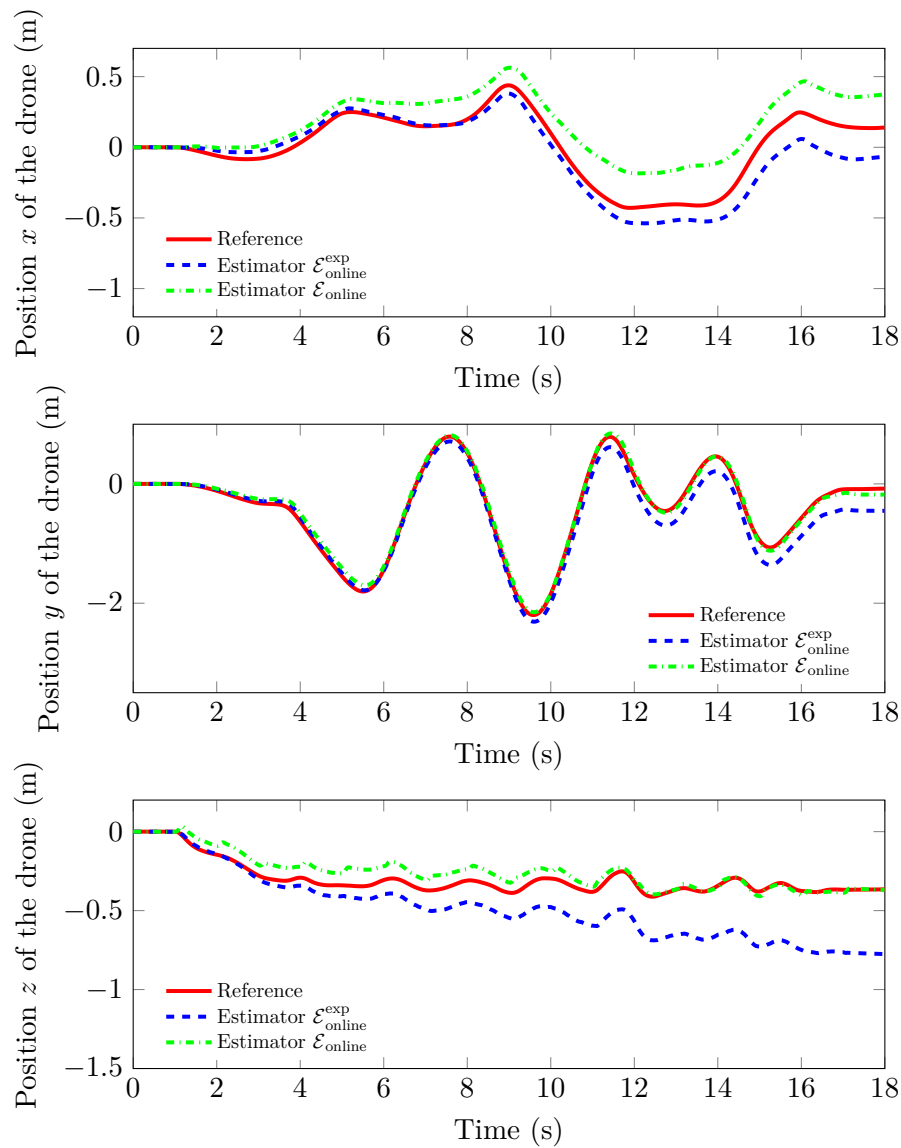 Position x of the drone (m)
0.5
0
−0.5
−1
Reference
Estimator ℰ_online^exp
Estimator ℰ_online
0 2 4 6 8 10 12 14 16 18
Time (s)
Position y of the drone (m)
0
−2
Reference
Estimator ℰ_online^exp
Estimator ℰ_online
0 2 4 6 8 10 12 14 16 18
Time (s)
Position z of the drone (m)
0
−0.5
−1
−1.5
Reference
Estimator ℰ_online^exp
Estimator ℰ_online
0 2 4 6 8 10 12 14 16 18
Time (s)